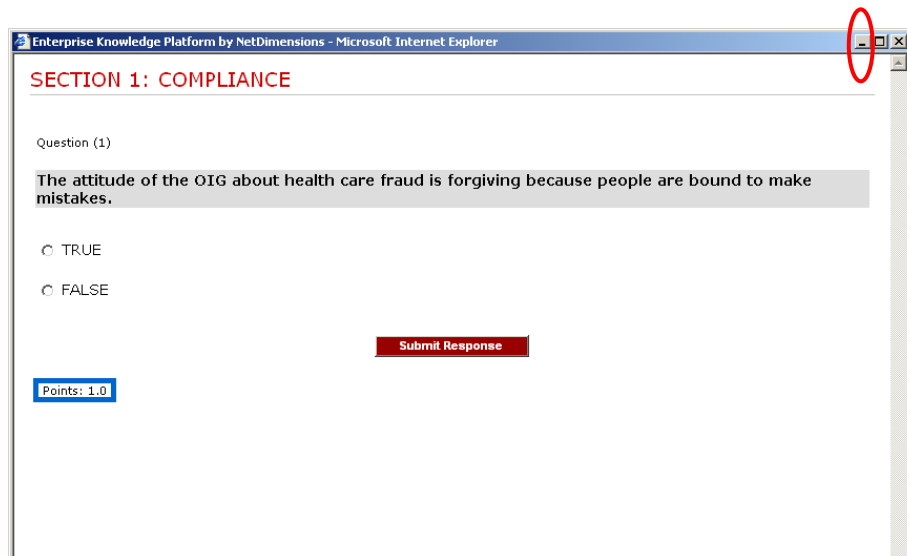 Enterprise Knowledge Platform by NetDimensions - Microsoft Internet Explorer
SECTION 1: COMPLIANCE
Question (1)
The attitude of the OIG about health care fraud is forgiving because people are bound to make
mistakes.
TRUE
FALSE
Submit Response
Points: 1.0